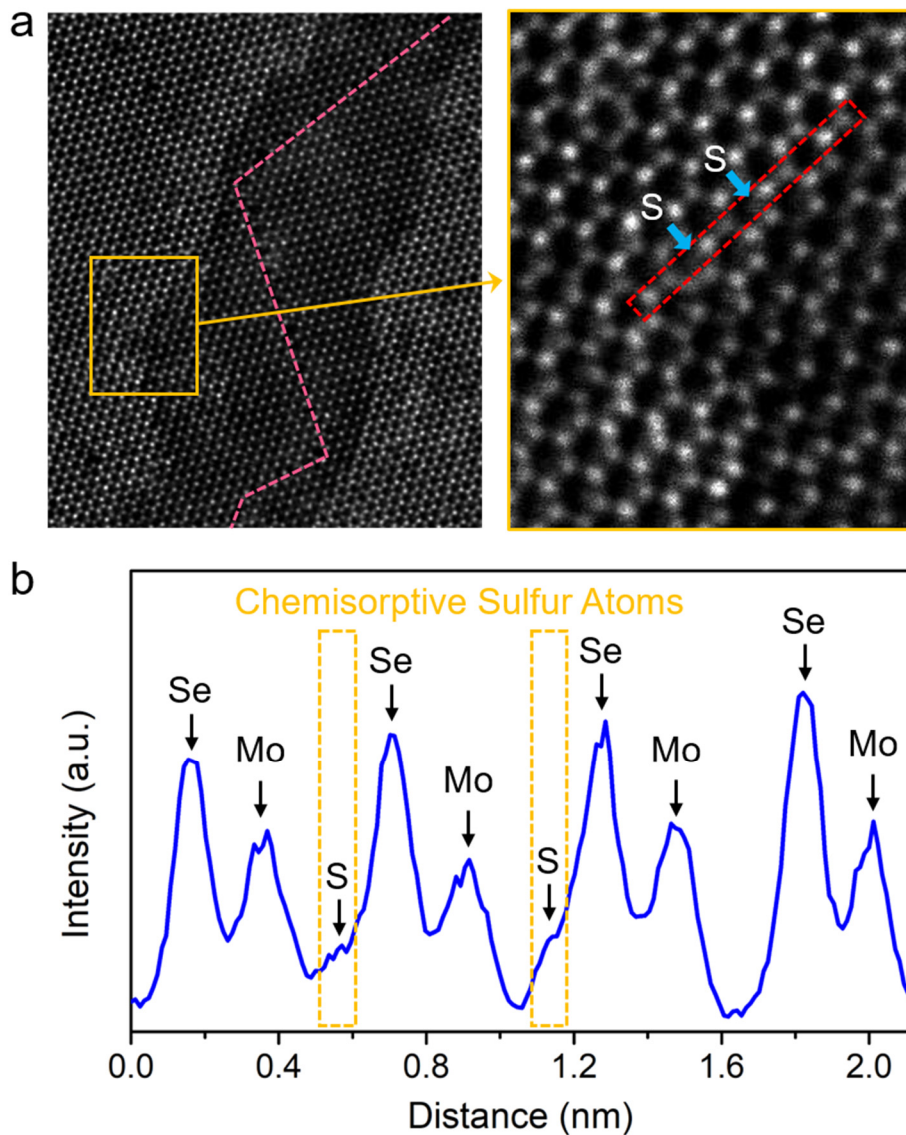 a
S
S
b
Chemisorptive Sulfur Atoms
Se
Mo
S
Se
Mo
S
Se
Mo
Se
Mo
Intensity (a.u.)
0.0 0.4 0.8 1.2 1.6 2.0
Distance (nm)